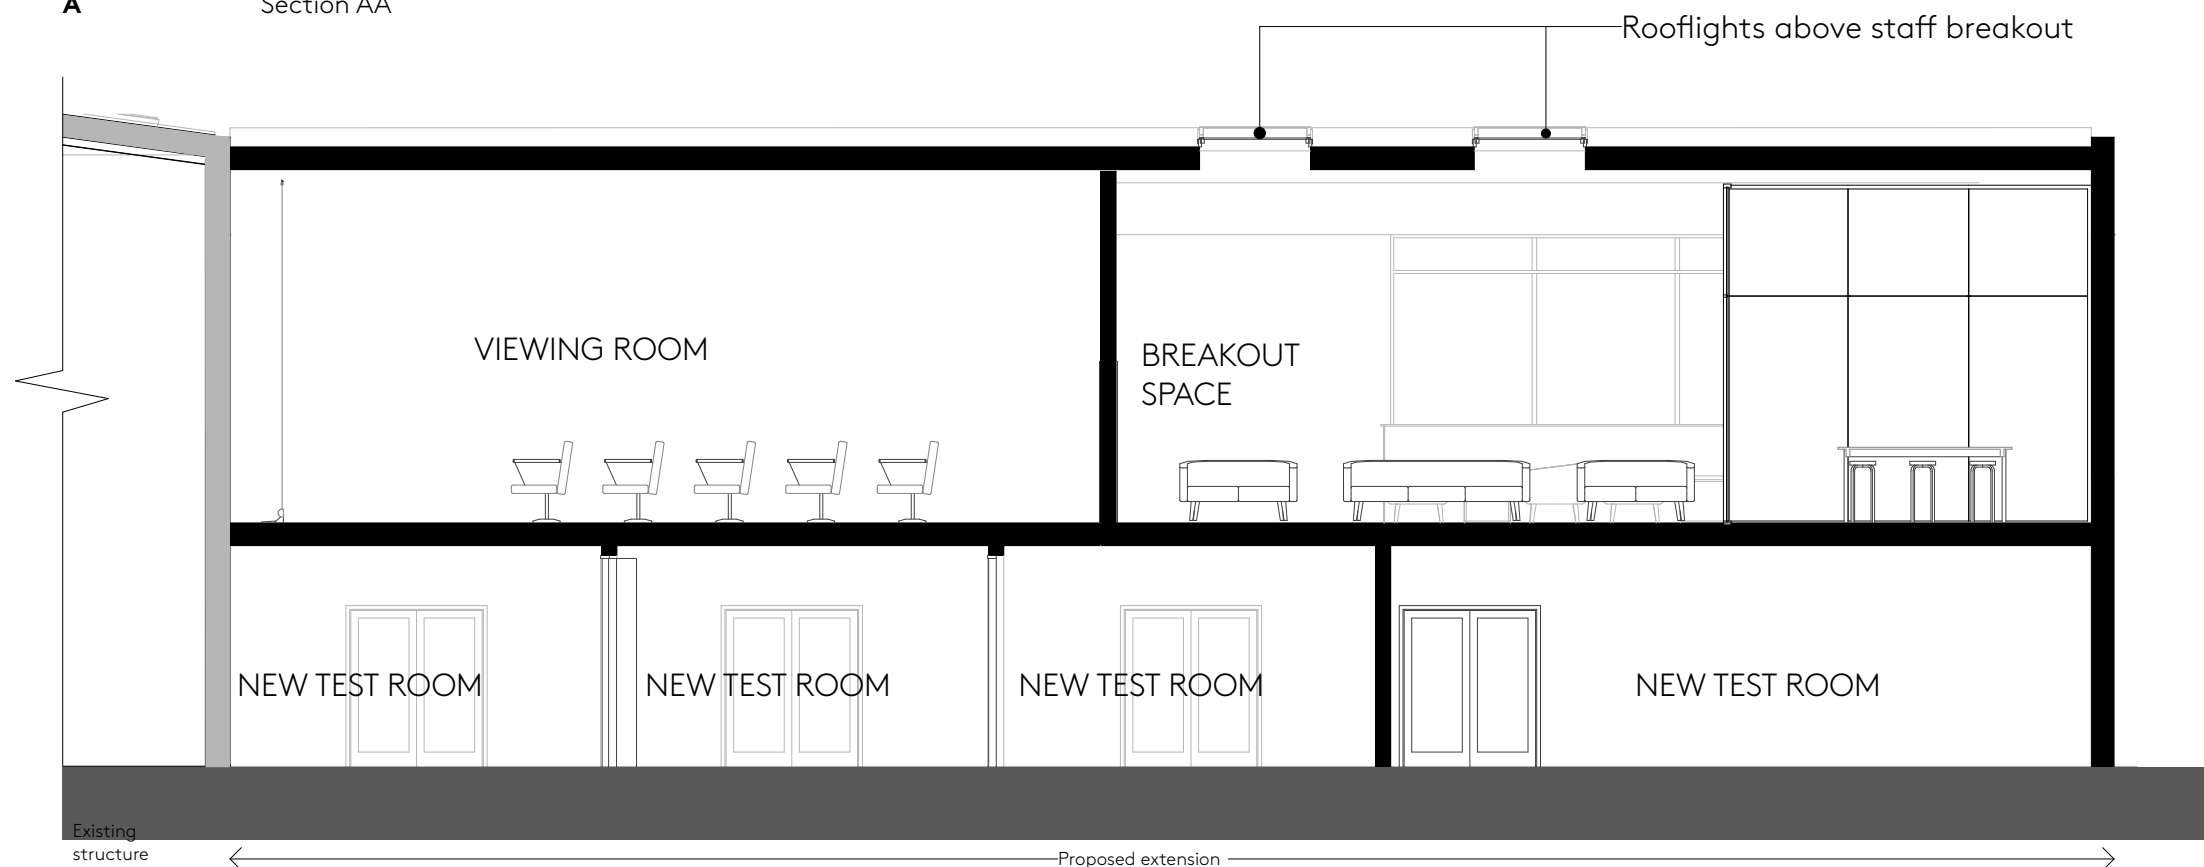 A
Section AA
Rooflights above staff breakout
VIEWING ROOM
BREAKOUT
SPACE
NEW TEST ROOM
NEW TEST ROOM
NEW TEST ROOM
NEW TEST ROOM
Existing
structure
Proposed extension